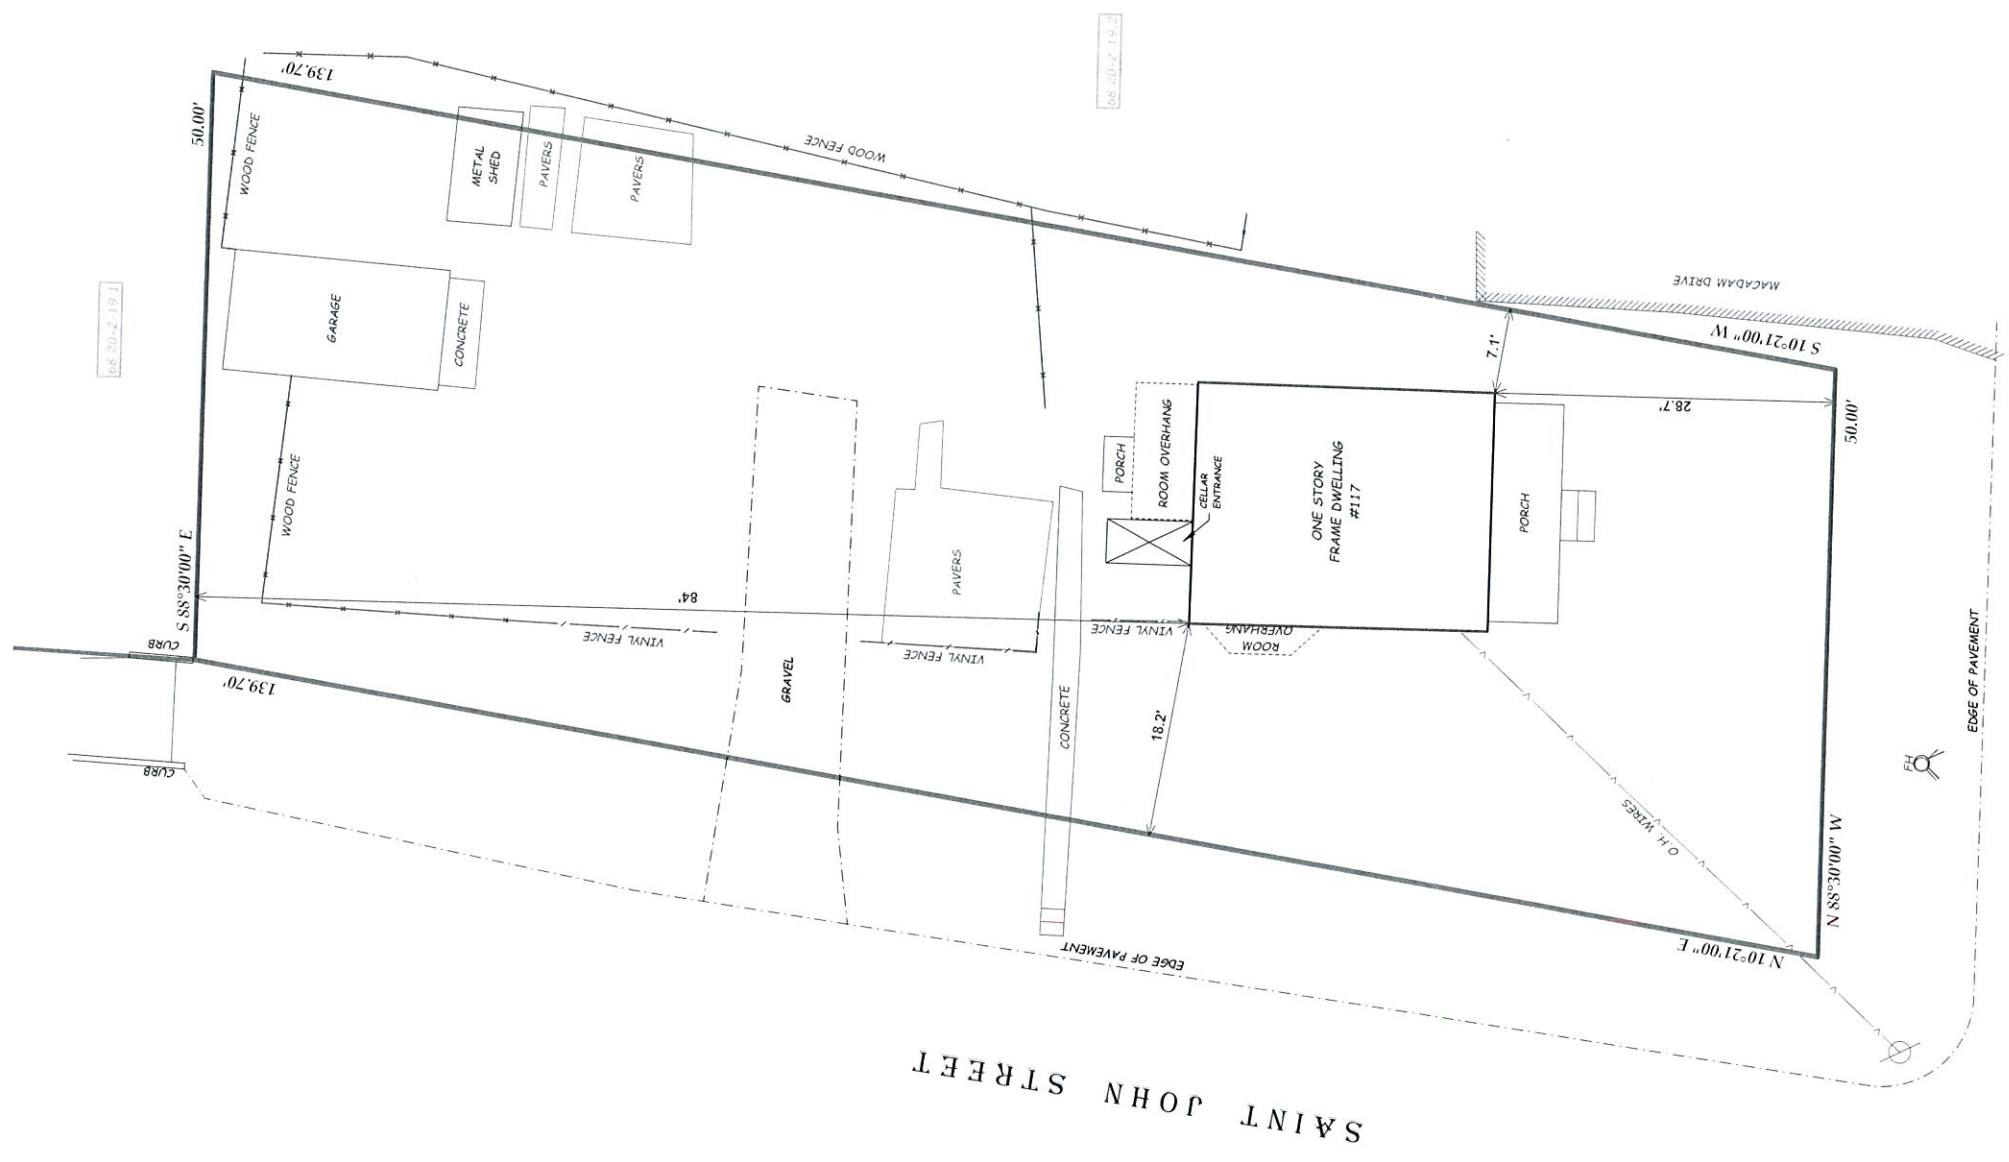 68.20-2-19.2
139.70'
50.00'
WOOD FENCE
WOOD FENCE
METAL
SHED
PAVERS
PAVERS
68.20-2-19.1
GARAGE
CONCRETE
MACADAM DRIVE
S 10°21'00" W
7.1'
28.7'
50.00'
PORCH
ROOM OVERHANG
CELLAR
ENTRANCE
ONE STORY
FRAME DWELLING
#117
PORCH
WOOD FENCE
S 88°30'00" E
84'
PAVERS
CURB
VINYL FENCE
VINYL FENCE
VINYL FENCE
ROOM
OVERHANG
139.70'
GRAVEL
CONCRETE
18.2'
EDGE OF PAVEMENT
CURB
FH
O.H. WIRES
N 88°30'00" W
N 10°21'00" E
EDGE OF PAVEMENT
SAINT JOHN STREET